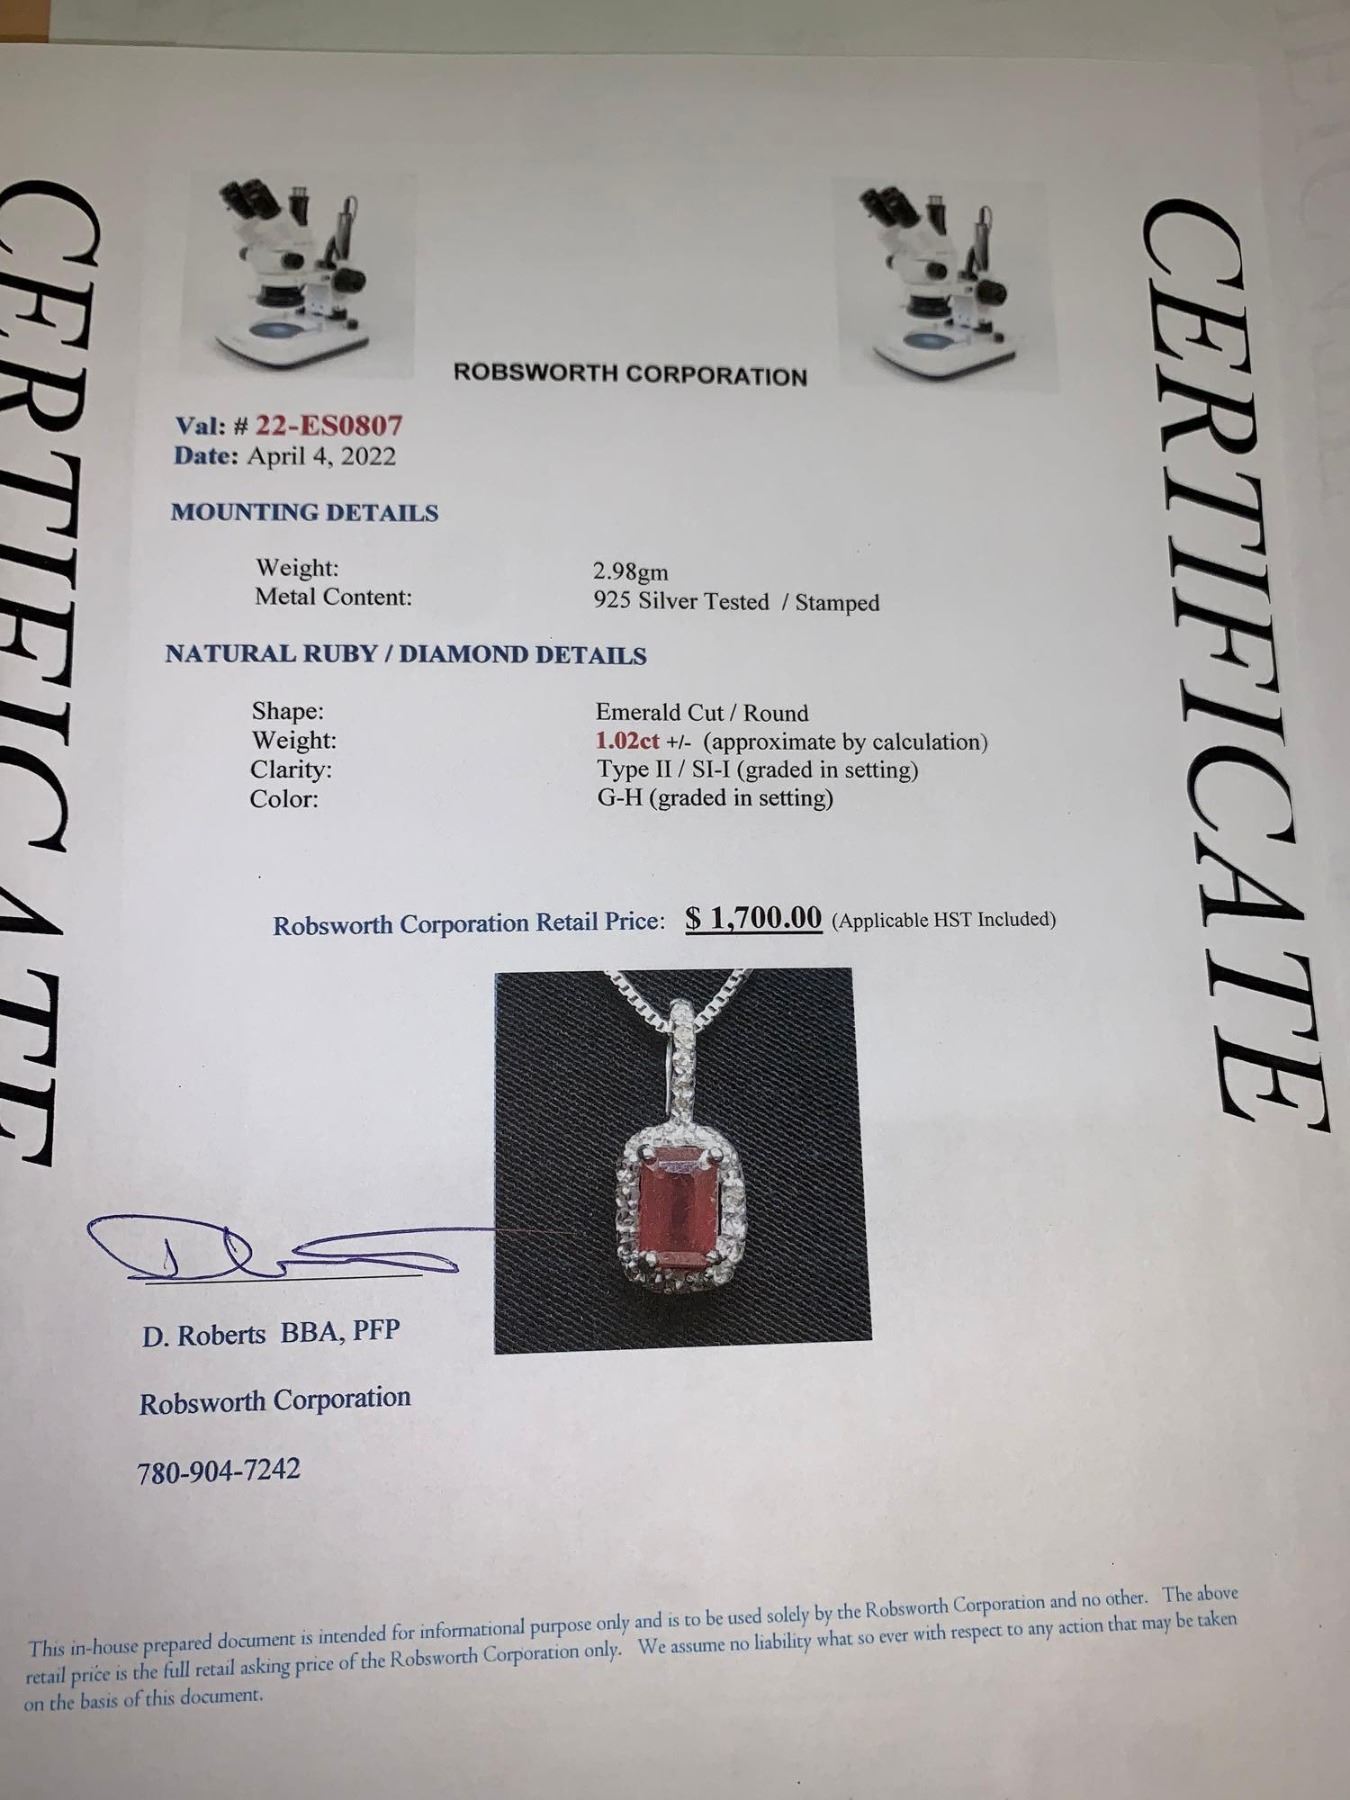 CERTIFICATE
CERTIFICATE
ROBSWORTH CORPORATION
Val: # 22-ES0807
Date: April 4, 2022
MOUNTING DETAILS
Weight: 2.98gm
Metal Content: 925 Silver Tested / Stamped
NATURAL RUBY / DIAMOND DETAILS
Shape: Emerald Cut / Round
Weight: 1.02ct +/- (approximate by calculation)
Clarity: Type II / SI-I (graded in setting)
Color: G-H (graded in setting)
Robsworth Corporation Retail Price: $ 1,700.00 (Applicable HST Included)
D. Roberts BBA, PFP
Robsworth Corporation
780-904-7242
This in-house prepared document is intended for informational purpose only and is to be used solely by the Robsworth Corporation and no other. The above
retail price is the full retail asking price of the Robsworth Corporation only. We assume no liability what so ever with respect to any action that may be taken
on the basis of this document.